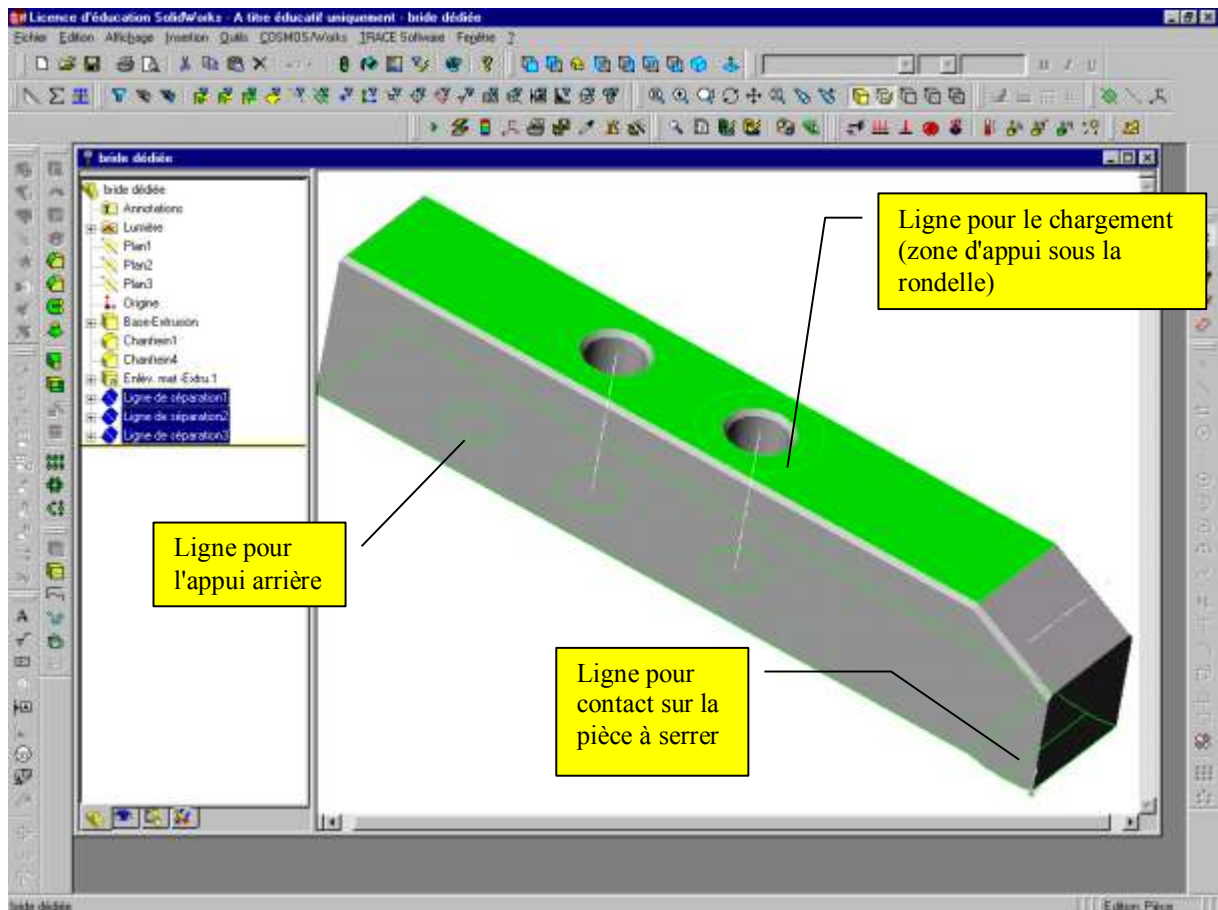 Licence d'éducation SolidWorks - A titre éducatif uniquement - bride dédiée
Fichier Edition Affichage Insertion Outils COSMOS/Works TRACE Software Fenêtre ?
bride dédiée
bride dédiée
Annotations
Lumière
Plan1
Plan2
Plan3
Origine
Base-Extrusion
Chanfrein1
Chanfrein4
Enlèv. mat.-Extru.1
Ligne de séparation1
Ligne de séparation2
Ligne de séparation3
Ligne pour le chargement
(zone d'appui sous la
rondelle)
Ligne pour
l'appui arrière
Ligne pour
contact sur la
pièce à serrer
bride dédiée
Edition: Pièce